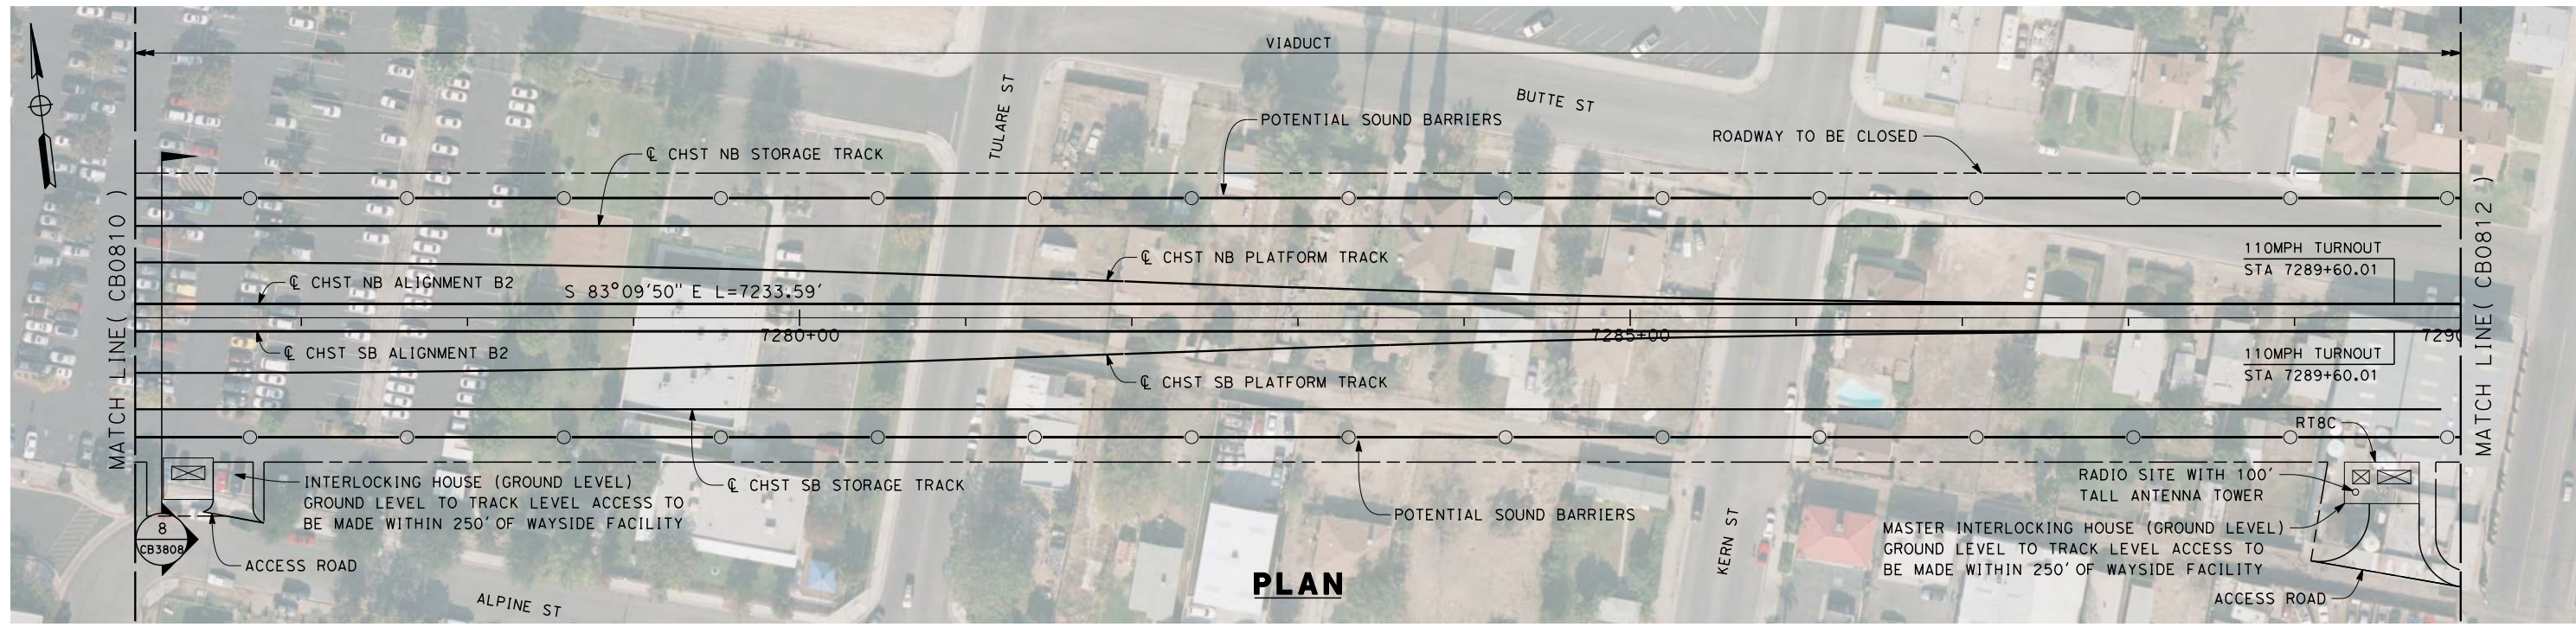 VIADUCT
TULARE ST
BUTTE ST
POTENTIAL SOUND BARRIERS
ROADWAY TO BE CLOSED
℄ CHST NB STORAGE TRACK
MATCH LINE( CB0810 )
MATCH LINE( CB0812 )
110MPH TURNOUT
STA 7289+60.01
℄ CHST NB PLATFORM TRACK
℄ CHST NB ALIGNMENT B2
S 83°09'50" E L=7233.59'
7280+00
7285+00
7290
℄ CHST SB ALIGNMENT B2
110MPH TURNOUT
STA 7289+60.01
℄ CHST SB PLATFORM TRACK
RT8C
INTERLOCKING HOUSE (GROUND LEVEL)
GROUND LEVEL TO TRACK LEVEL ACCESS TO
BE MADE WITHIN 250' OF WAYSIDE FACILITY
℄ CHST SB STORAGE TRACK
POTENTIAL SOUND BARRIERS
RADIO SITE WITH 100'
TALL ANTENNA TOWER
MASTER INTERLOCKING HOUSE (GROUND LEVEL)
GROUND LEVEL TO TRACK LEVEL ACCESS TO
BE MADE WITHIN 250' OF WAYSIDE FACILITY
8
CB3808
ACCESS ROAD
KERN ST
ALPINE ST
PLAN
ACCESS ROAD